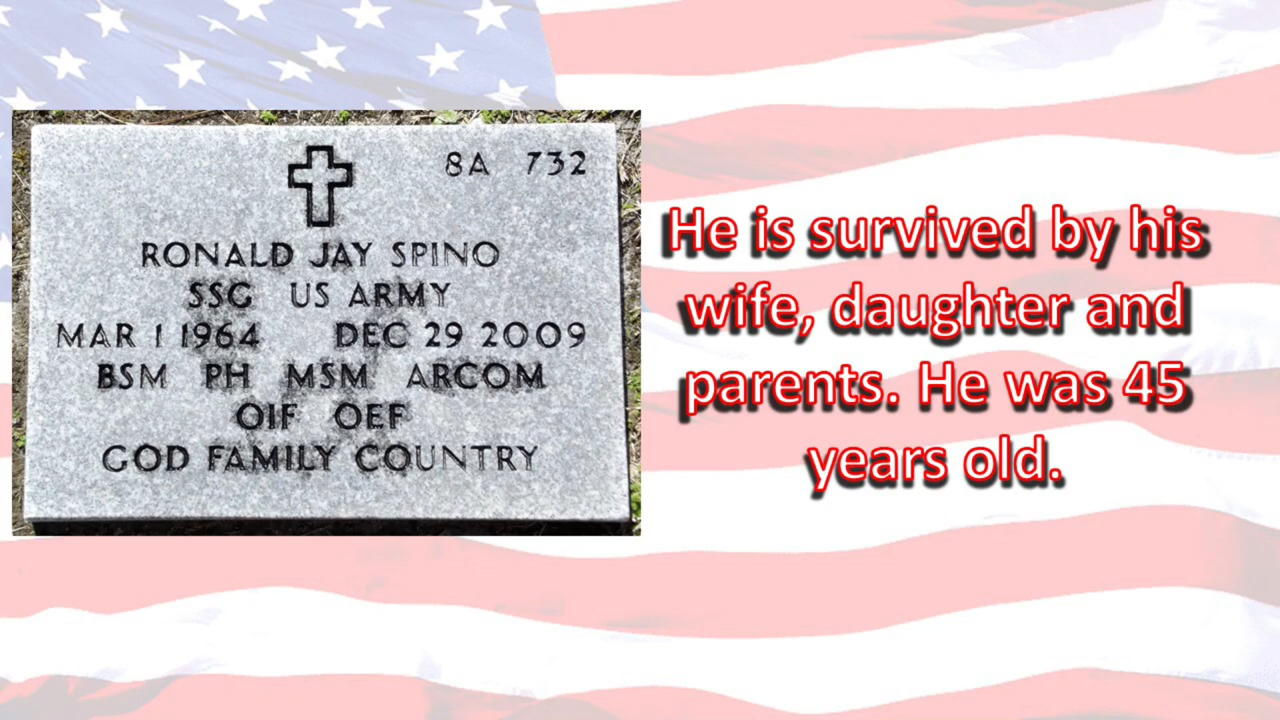 8A 732
RONALD JAY SPINO
SSG US ARMY
MAR 1 1964 DEC 29 2009
BSM PH MSM ARCOM
OIF OEF
GOD FAMILY COUNTRY
He is survived by his
wife, daughter and
parents. He was 45
years old.